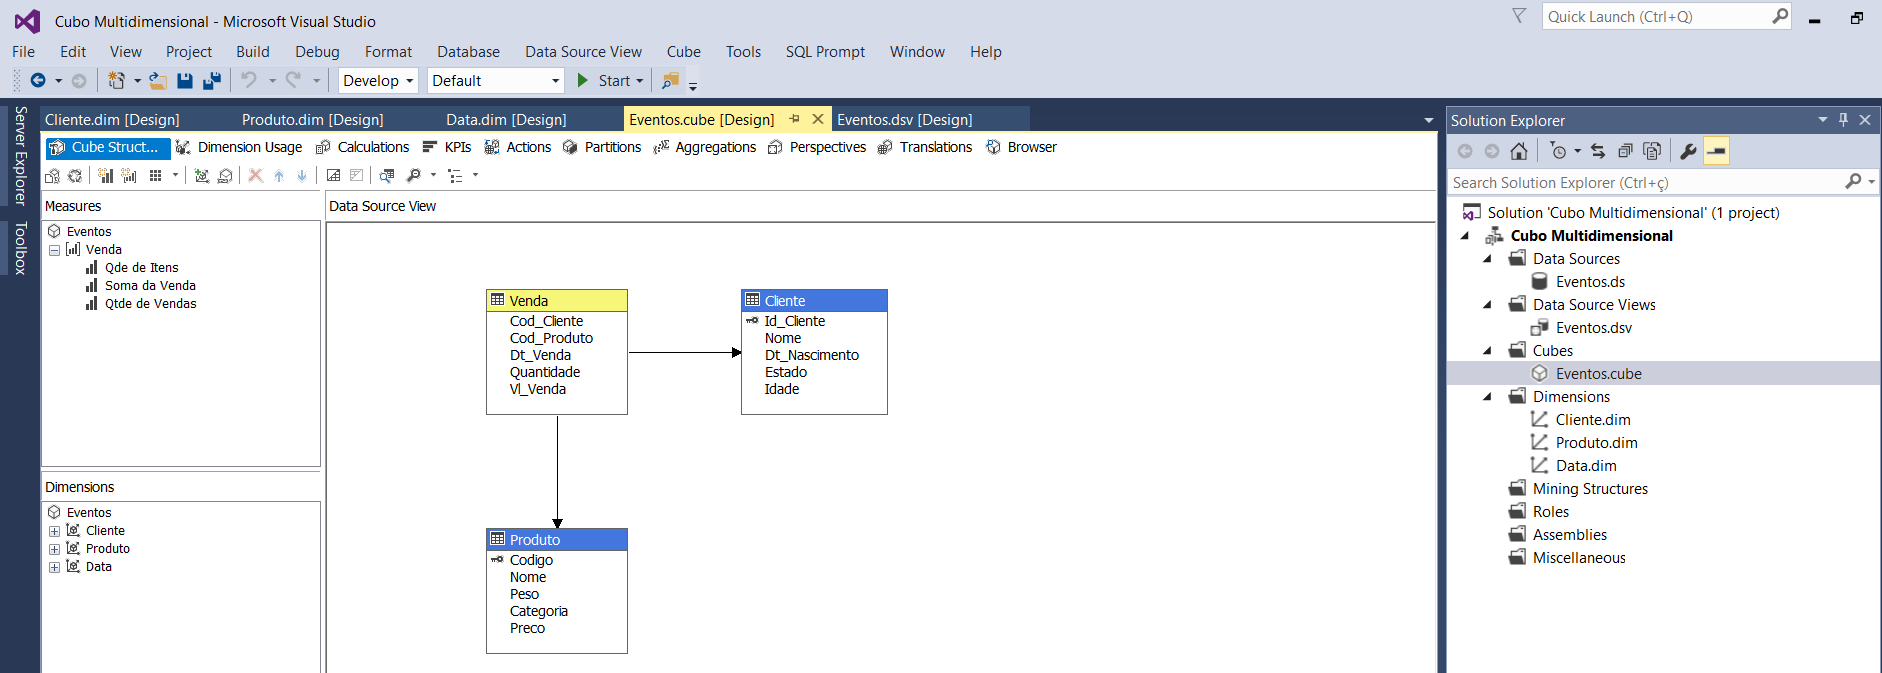 Cubo Multidimensional - Microsoft Visual Studio
Quick Launch (Ctrl+Q)
File Edit View Project Build Debug Format Database Data Source View Cube Tools SQL Prompt Window Help
Develop Default Start
Server Explorer
Toolbox
Cliente.dim [Design] Produto.dim [Design] Data.dim [Design] Eventos.cube [Design] Eventos.dsv [Design]
Cube Struct... Dimension Usage Calculations KPIs Actions Partitions Aggregations Perspectives Translations Browser
Measures
Eventos
Venda
Qde de Itens
Soma da Venda
Qtde de Vendas
Dimensions
Eventos
Cliente
Produto
Data
Data Source View
Venda
Cod_Cliente
Cod_Produto
Dt_Venda
Quantidade
Vl_Venda
Cliente
Id_Cliente
Nome
Dt_Nascimento
Estado
Idade
Produto
Codigo
Nome
Peso
Categoria
Preco
Solution Explorer
Search Solution Explorer (Ctrl+ç)
Solution 'Cubo Multidimensional' (1 project)
Cubo Multidimensional
Data Sources
Eventos.ds
Data Source Views
Eventos.dsv
Cubes
Eventos.cube
Dimensions
Cliente.dim
Produto.dim
Data.dim
Mining Structures
Roles
Assemblies
Miscellaneous